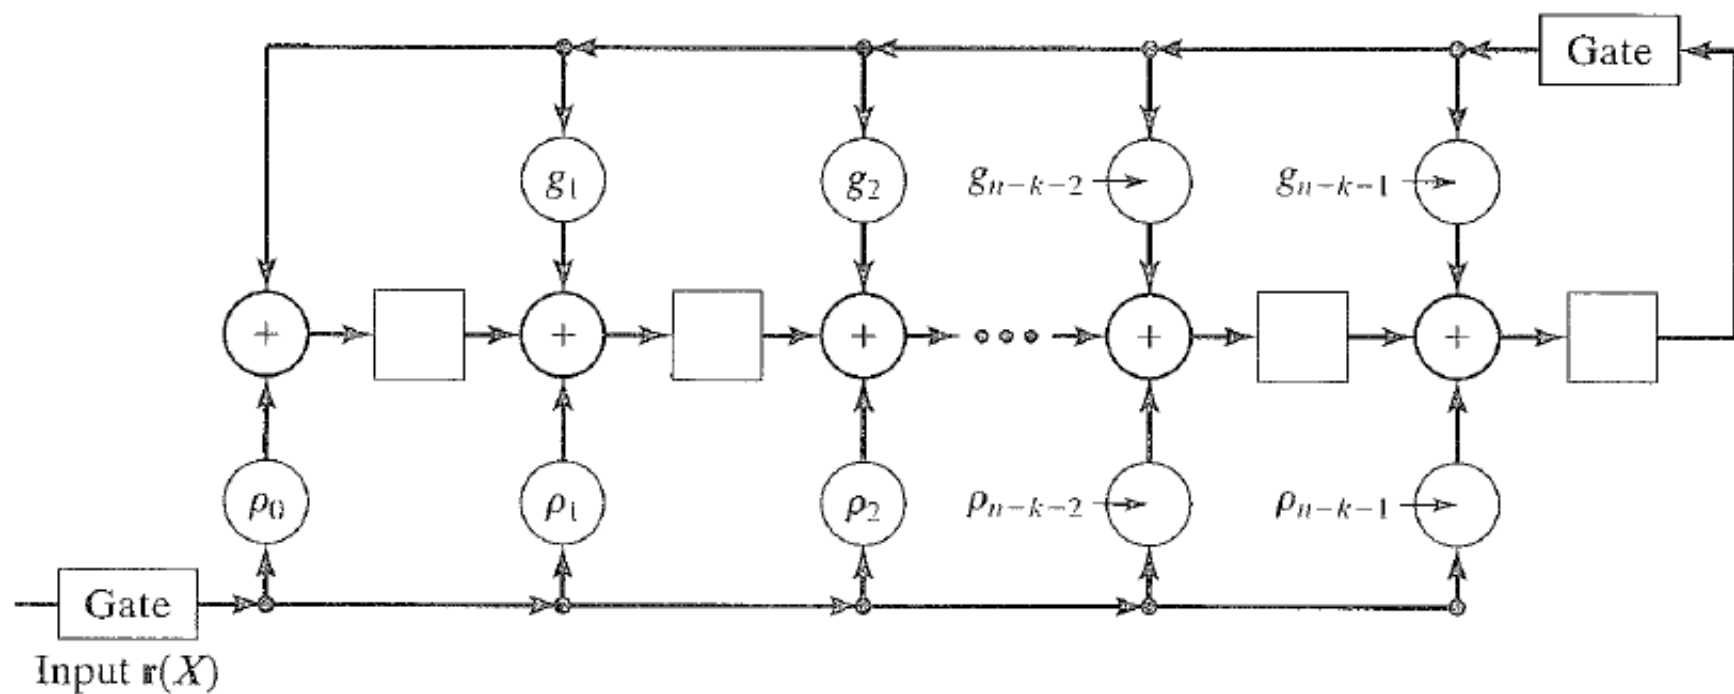 Gate
g₁
g₂
gₙ₋ₖ₋₂
gₙ₋ₖ₋₁
+
+
+
+
+
ρ₀
ρ₁
ρ₂
ρₙ₋ₖ₋₂
ρₙ₋ₖ₋₁
Gate
Input r(X)